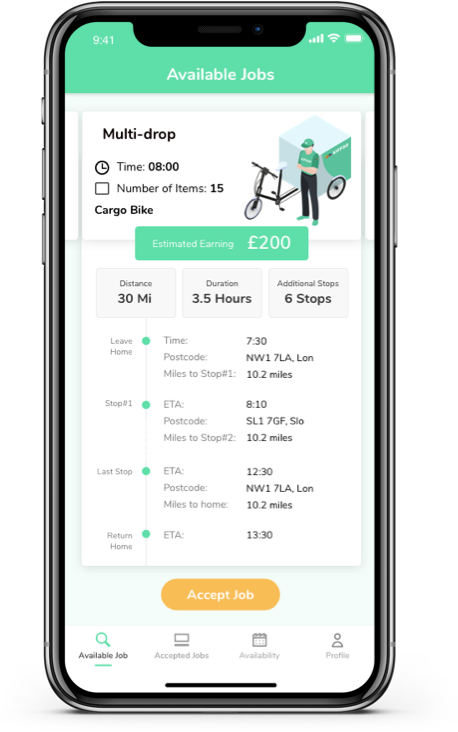 9:41
Available Jobs
Multi-drop
Time: 08:00
Number of Items: 15
Cargo Bike
Estimated Earning £200
Distance Duration Additional Stops
30 Mi 3.5 Hours 6 Stops
Leave Home Time: 7:30
Postcode: NW1 7LA, Lon
Miles to Stop#1: 10.2 miles
Stop#1 ETA: 8:10
Postcode: SL1 7GF, Slo
Miles to Stop#2: 10.2 miles
Last Stop ETA: 12:30
Postcode: NW1 7LA, Lon
Miles to home: 10.2 miles
Return Home ETA: 13:30
Accept Job
Available Job Accepted Jobs Availability Profile